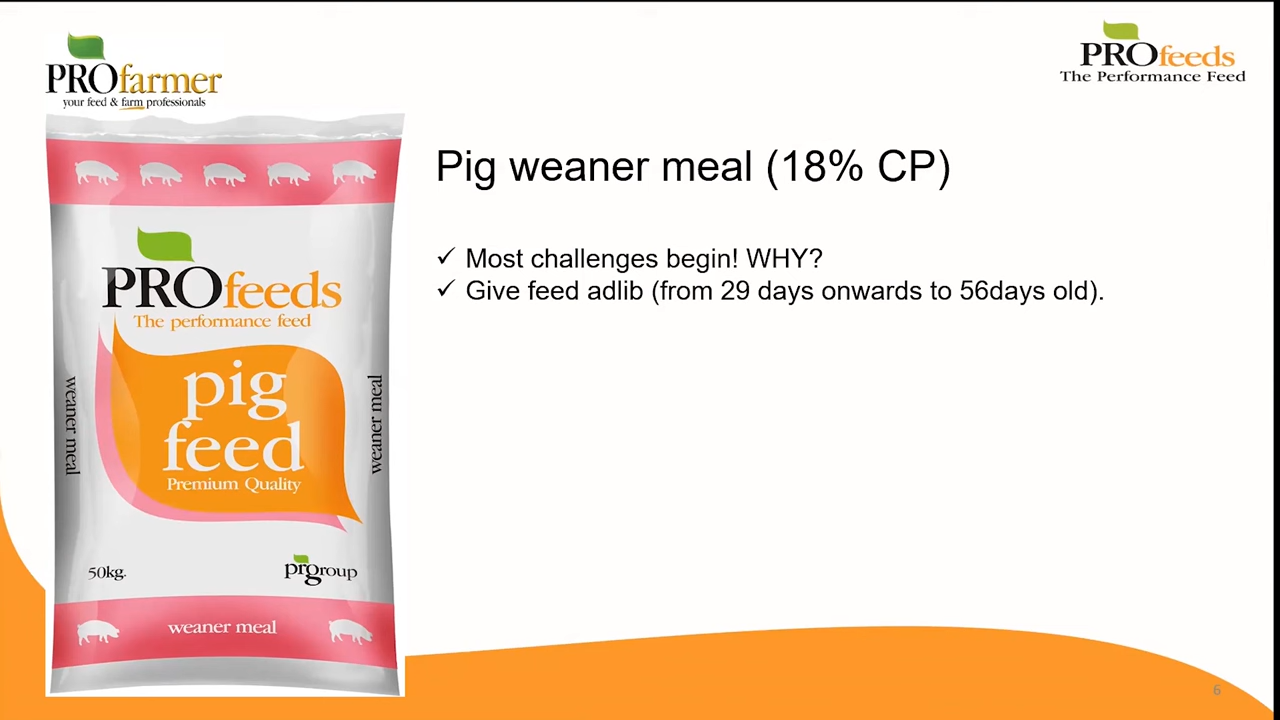 PROfarmer
your feed & farm professionals
PROfeeds
The Performance Feed
Pig weaner meal (18% CP)
✓ Most challenges begin! WHY?
✓ Give feed adlib (from 29 days onwards to 56days old).
PROfeeds
The performance feed
pig
feed
Premium Quality
weaner meal
weaner meal
50kg.
prgroup
weaner meal
6